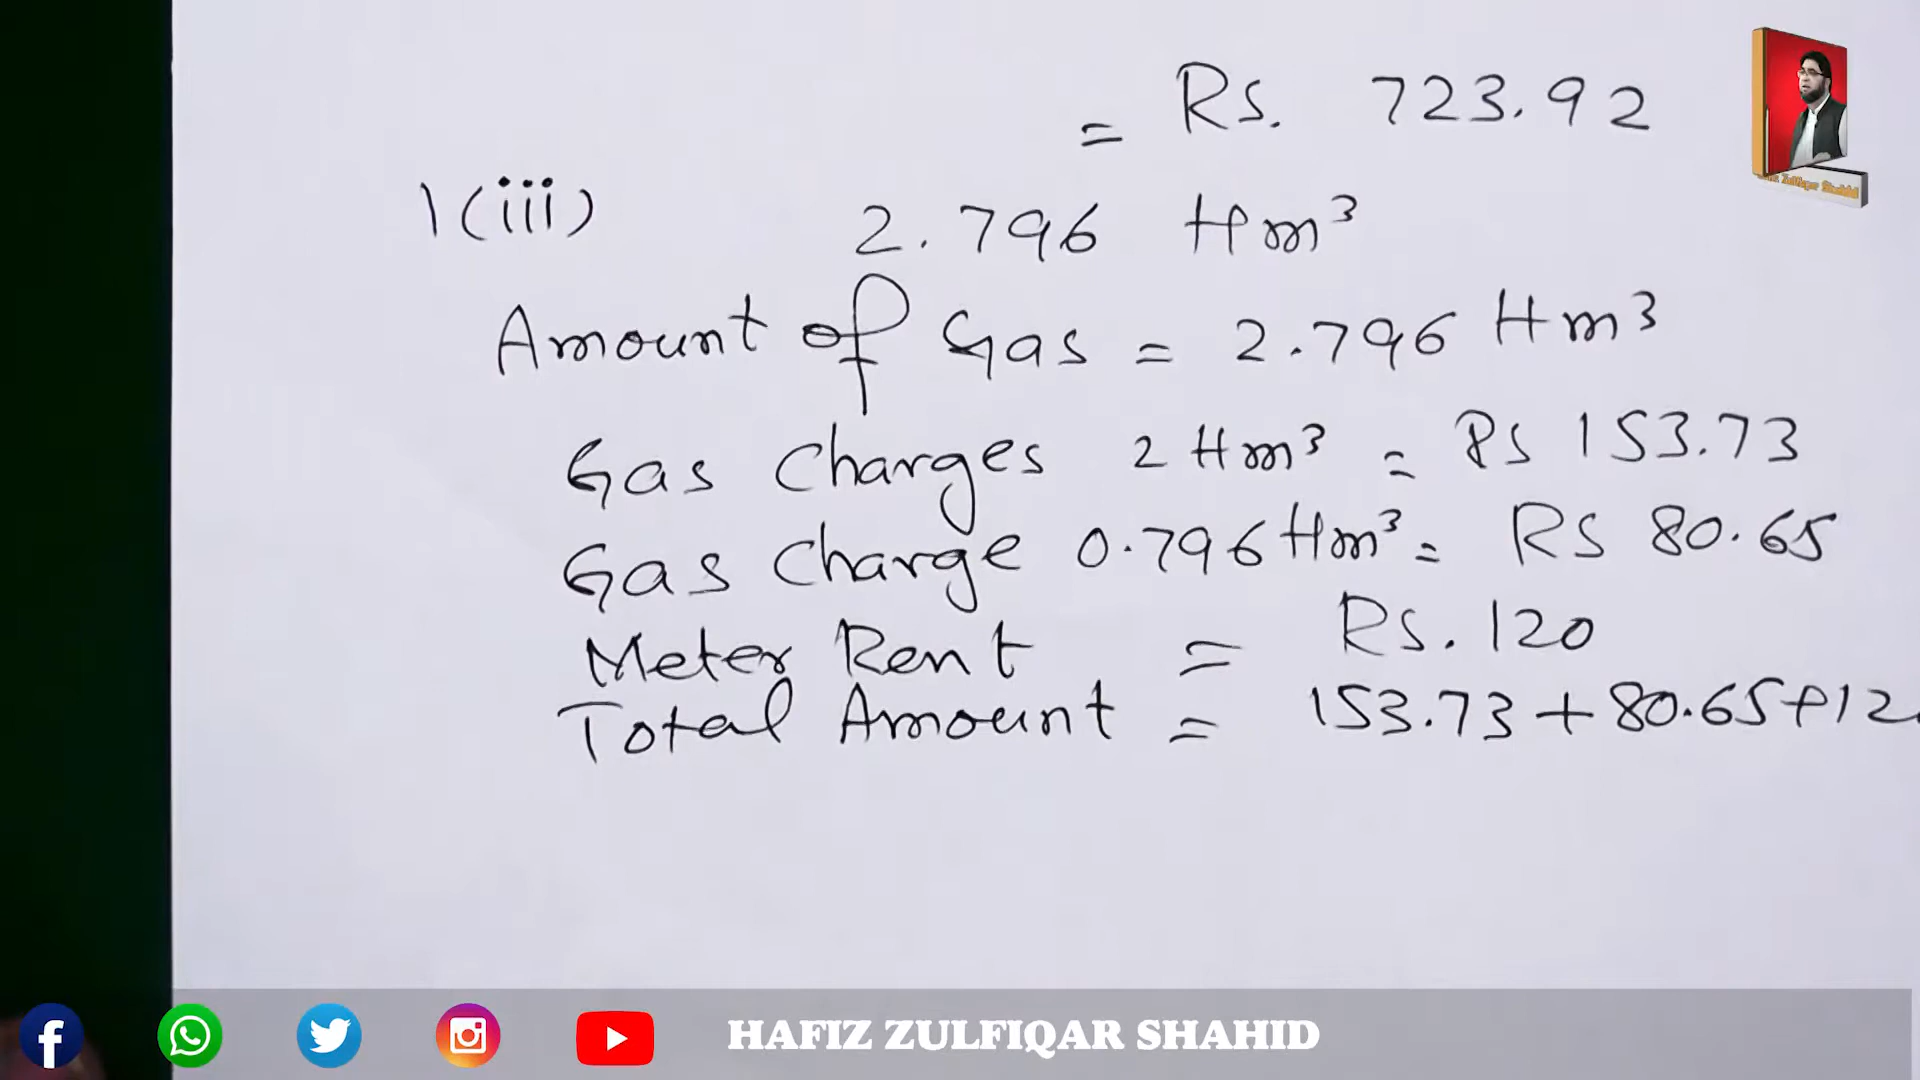 = Rs. 723.92
1(iii) 2.796 Hm³
Amount of Gas = 2.796 Hm³
Gas Charges 2 Hm³ = Rs 153.73
Gas Charge 0.796 Hm³ = RS 80.65
Meter Rent = Rs. 120
Total Amount = 153.73 + 80.65 + 12
Zulfiqar Shahid
HAFIZ ZULFIQAR SHAHID